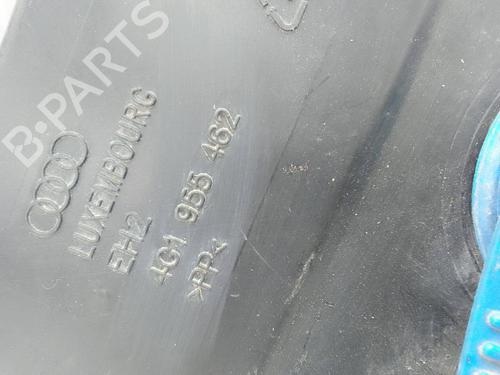 B-PARTS
LUXEMBOURG
EH2
4G1 955 462
>PP<